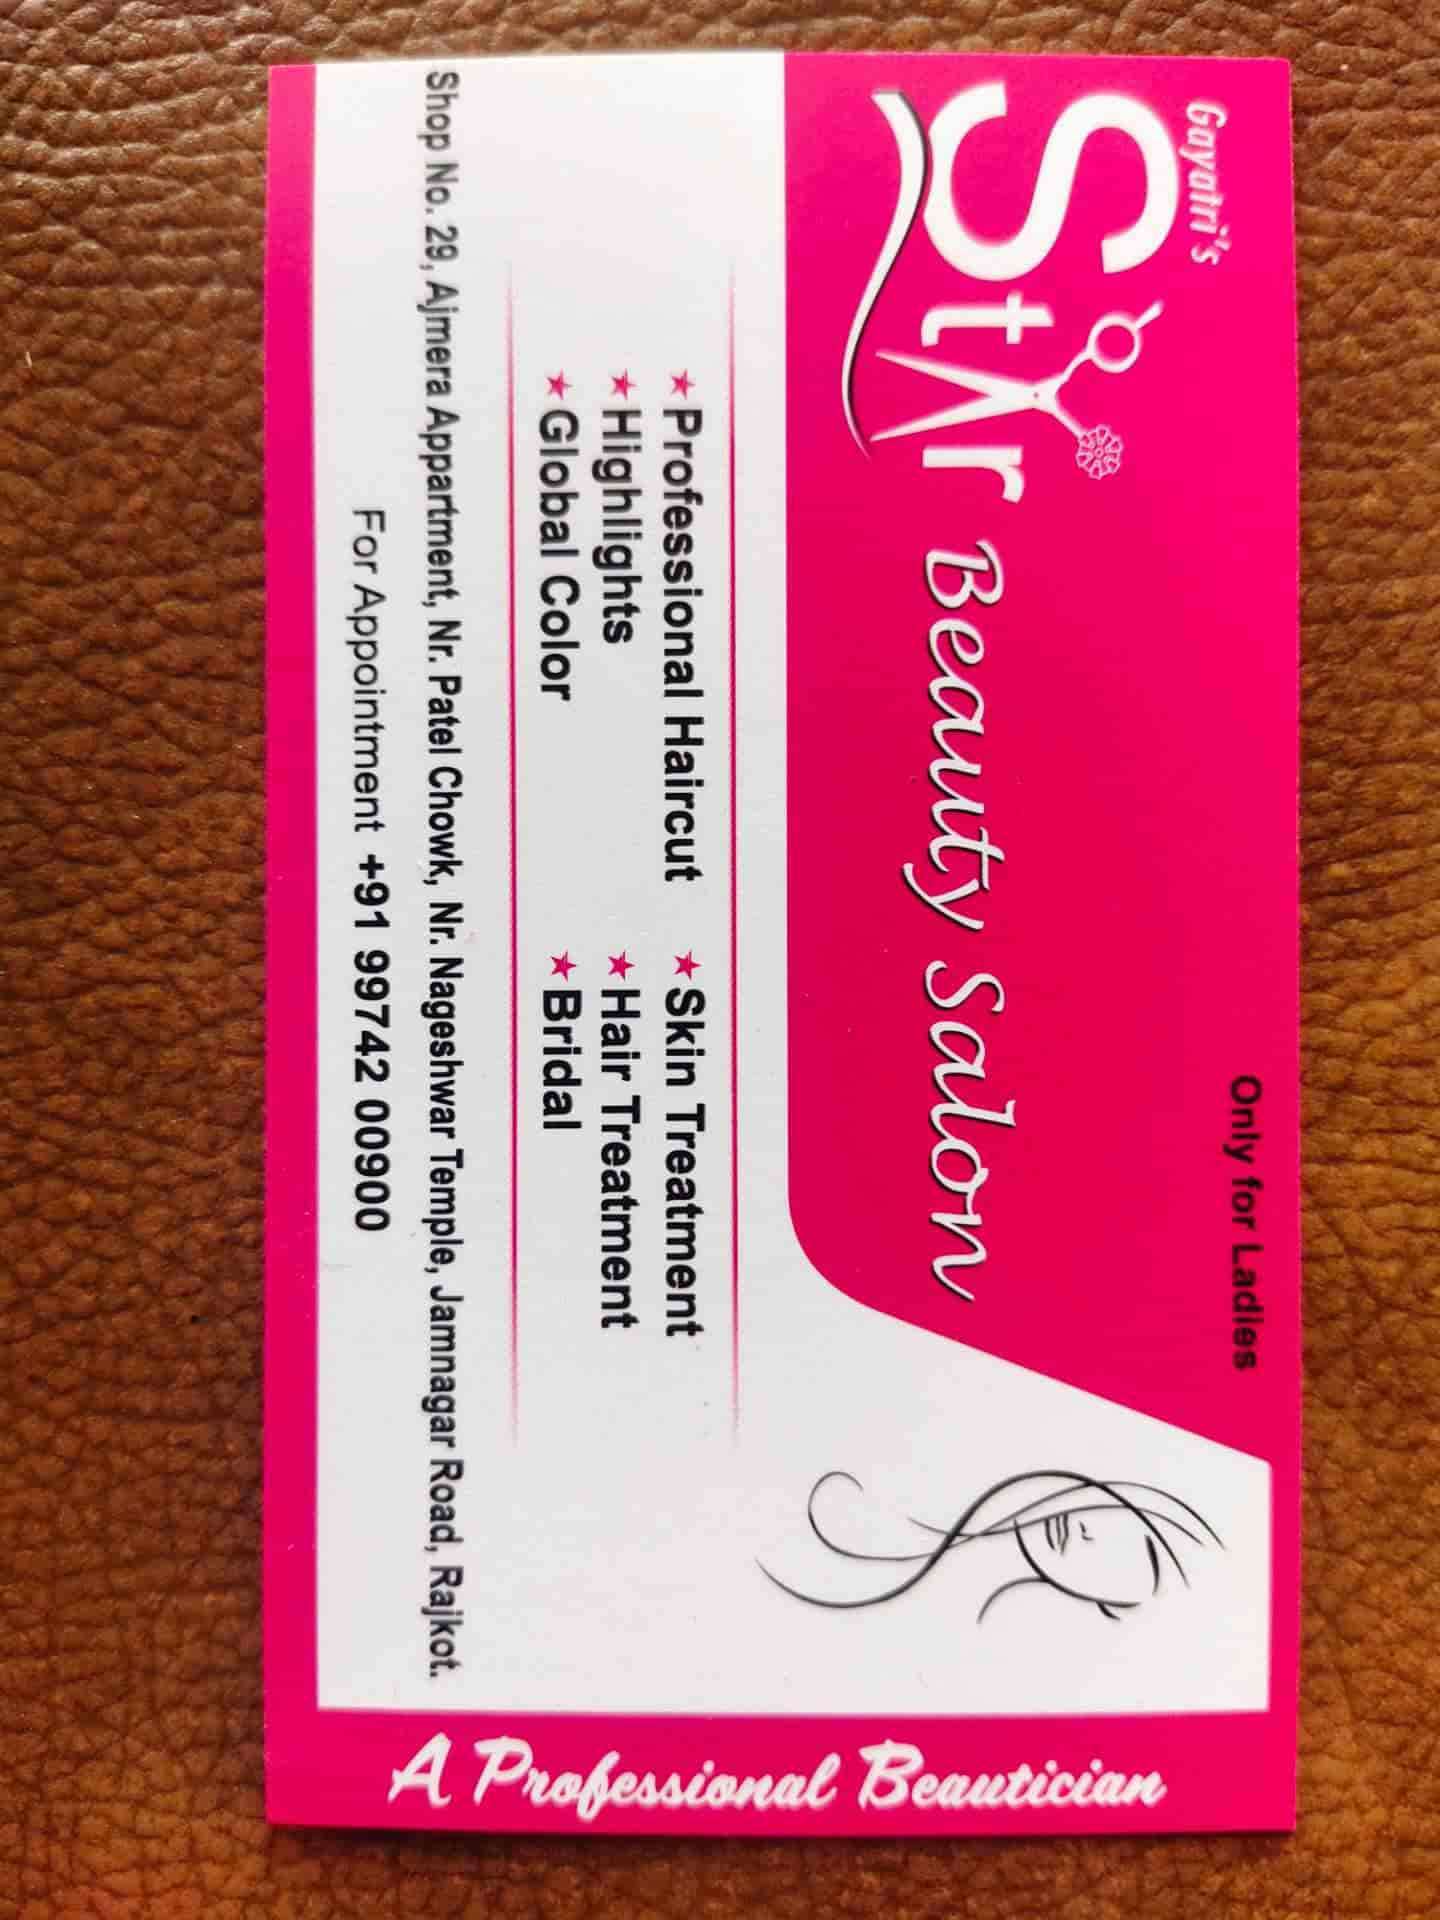 Gayatri's
Only for Ladies
Star Beauty Salon
Professional Haircut
Skin Treatment
Highlights
Hair Treatment
Global Color
Bridal
Shop No. 29, Ajmera Appartment, Nr. Patel Chowk, Nr. Nageshwar Temple, Jamnagar Road, Rajkot.
For Appointment +91 99742 00900
A Professional Beautician